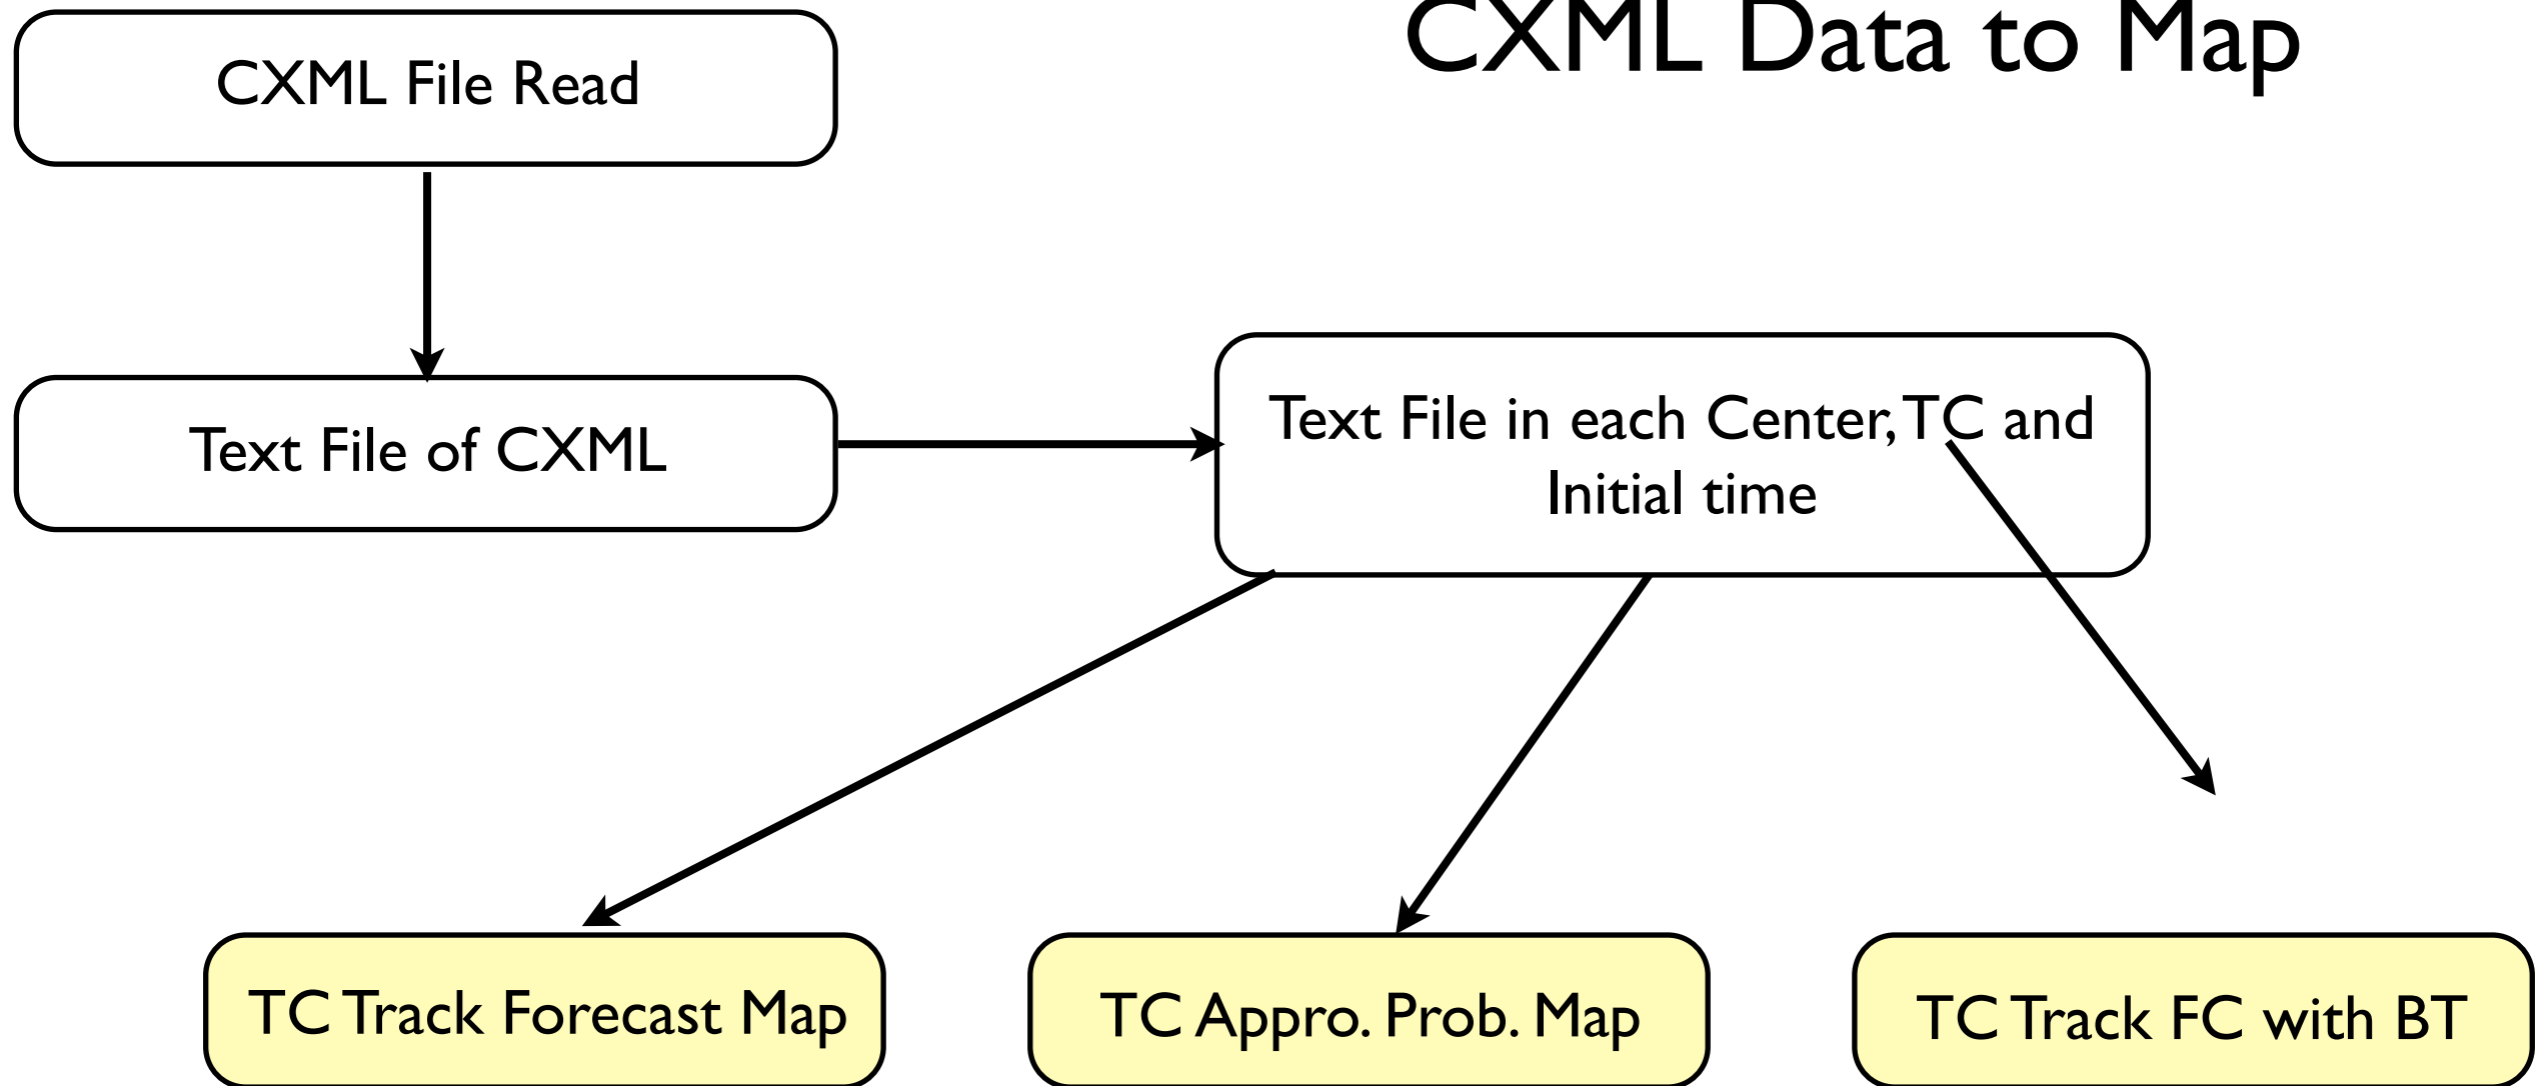 CXML Data to Map
CXML File Read
Text File of CXML
Text File in each Center, TC and
Initial time
TC Track Forecast Map
TC Appro. Prob. Map
TC Track FC with BT